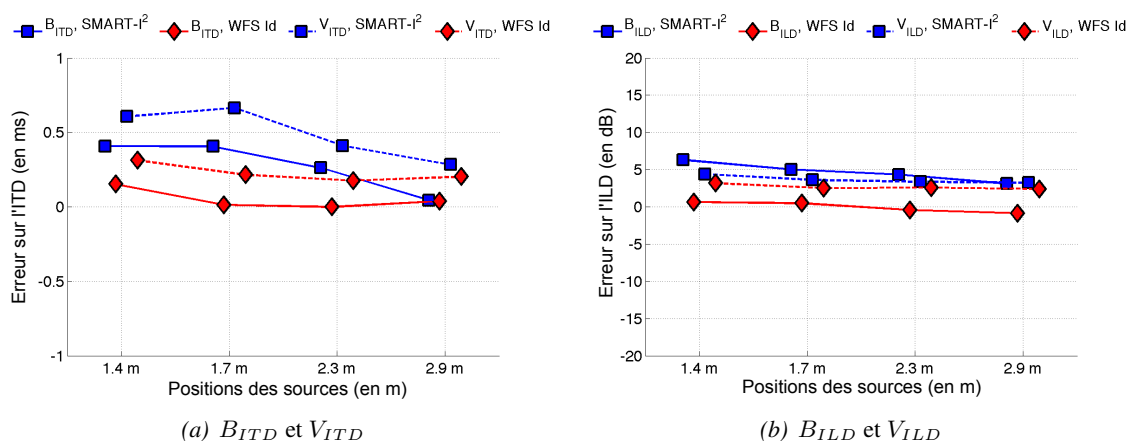 B_ITD, SMART-I² B_ITD, WFS Id V_ITD, SMART-I² V_ITD, WFS Id
1
0.5
0
-0.5
-1
Erreur sur l'ITD (en ms)
1.4 m 1.7 m 2.3 m 2.9 m
Positions des sources (en m)
(a) B_ITD et V_ITD
B_ILD, SMART-I² B_ILD, WFS Id V_ILD, SMART-I² V_ILD, WFS Id
20
15
10
5
0
-5
-10
-15
-20
Erreur sur l'ILD (en dB)
1.4 m 1.7 m 2.3 m 2.9 m
Positions des sources (en m)
(b) B_ILD et V_ILD